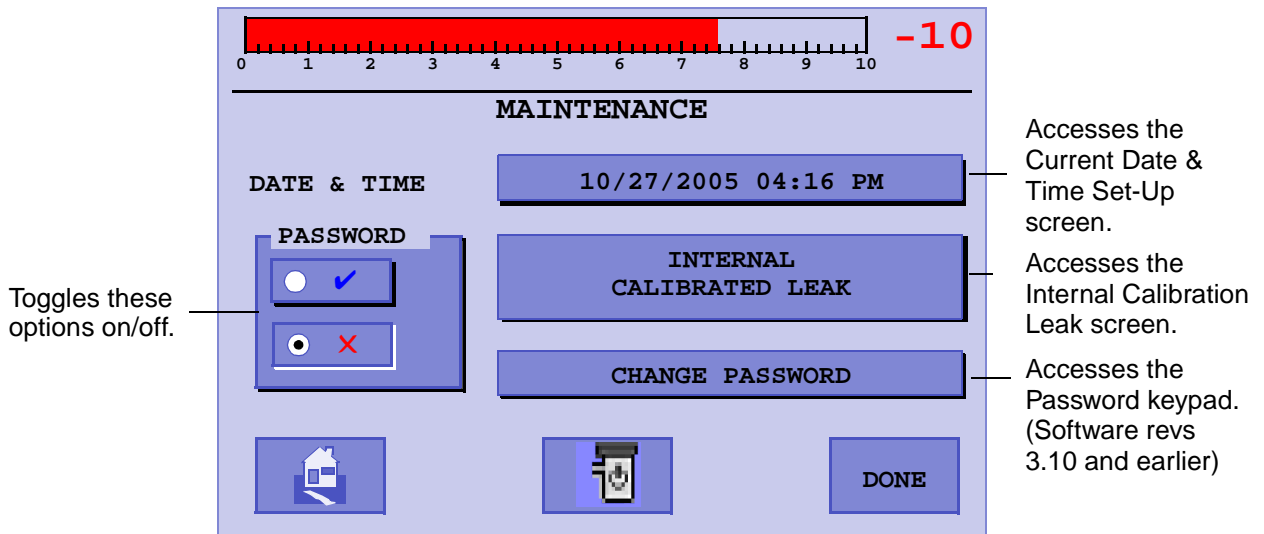 -10
0 1 2 3 4 5 6 7 8 9 10
MAINTENANCE
DATE & TIME
10/27/2005 04:16 PM
PASSWORD
INTERNAL
CALIBRATED LEAK
CHANGE PASSWORD
DONE
Toggles these
options on/off.
Accesses the
Current Date &
Time Set-Up
screen.
Accesses the
Internal Calibration
Leak screen.
Accesses the
Password keypad.
(Software revs
3.10 and earlier)